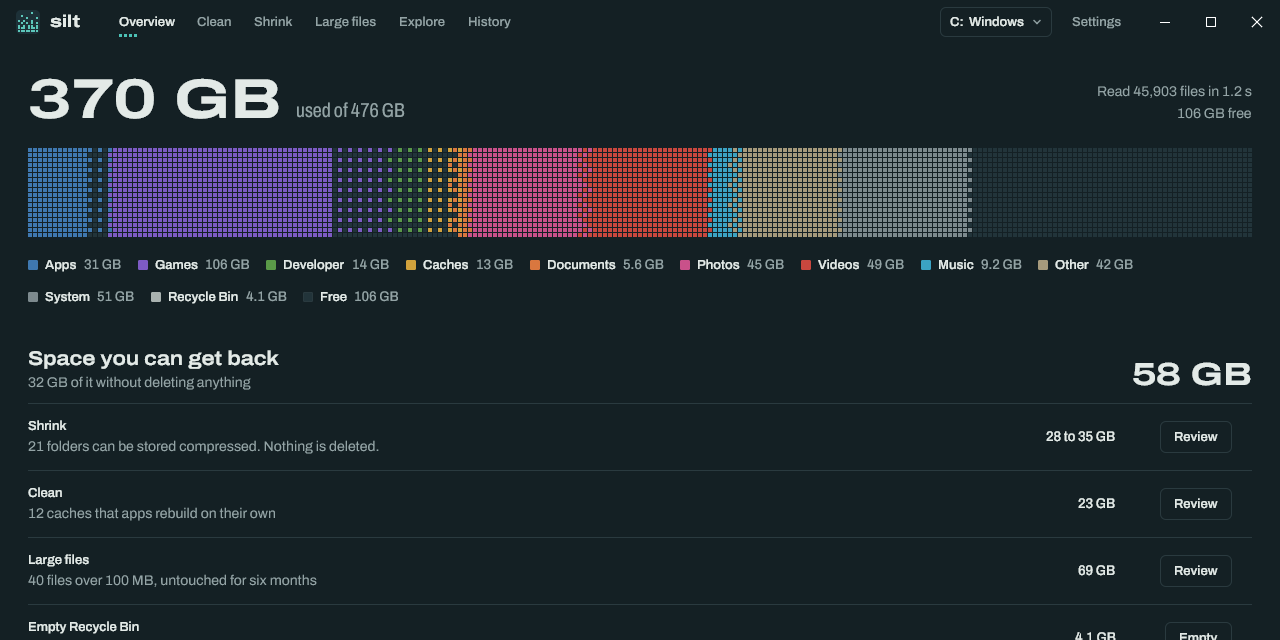 silt Overview Clean Shrink Large files Explore History C: Windows Settings
370 GB used of 476 GB
Read 45,903 files in 1.2 s
106 GB free
Apps 31 GB Games 106 GB Developer 14 GB Caches 13 GB Documents 5.6 GB Photos 45 GB Videos 49 GB Music 9.2 GB Other 42 GB
System 51 GB Recycle Bin 4.1 GB Free 106 GB
Space you can get back
32 GB of it without deleting anything
58 GB
Shrink
21 folders can be stored compressed. Nothing is deleted.
28 to 35 GB Review
Clean
12 caches that apps rebuild on their own
23 GB Review
Large files
40 files over 100 MB, untouched for six months
69 GB Review
Empty Recycle Bin
4.1 GB Empty